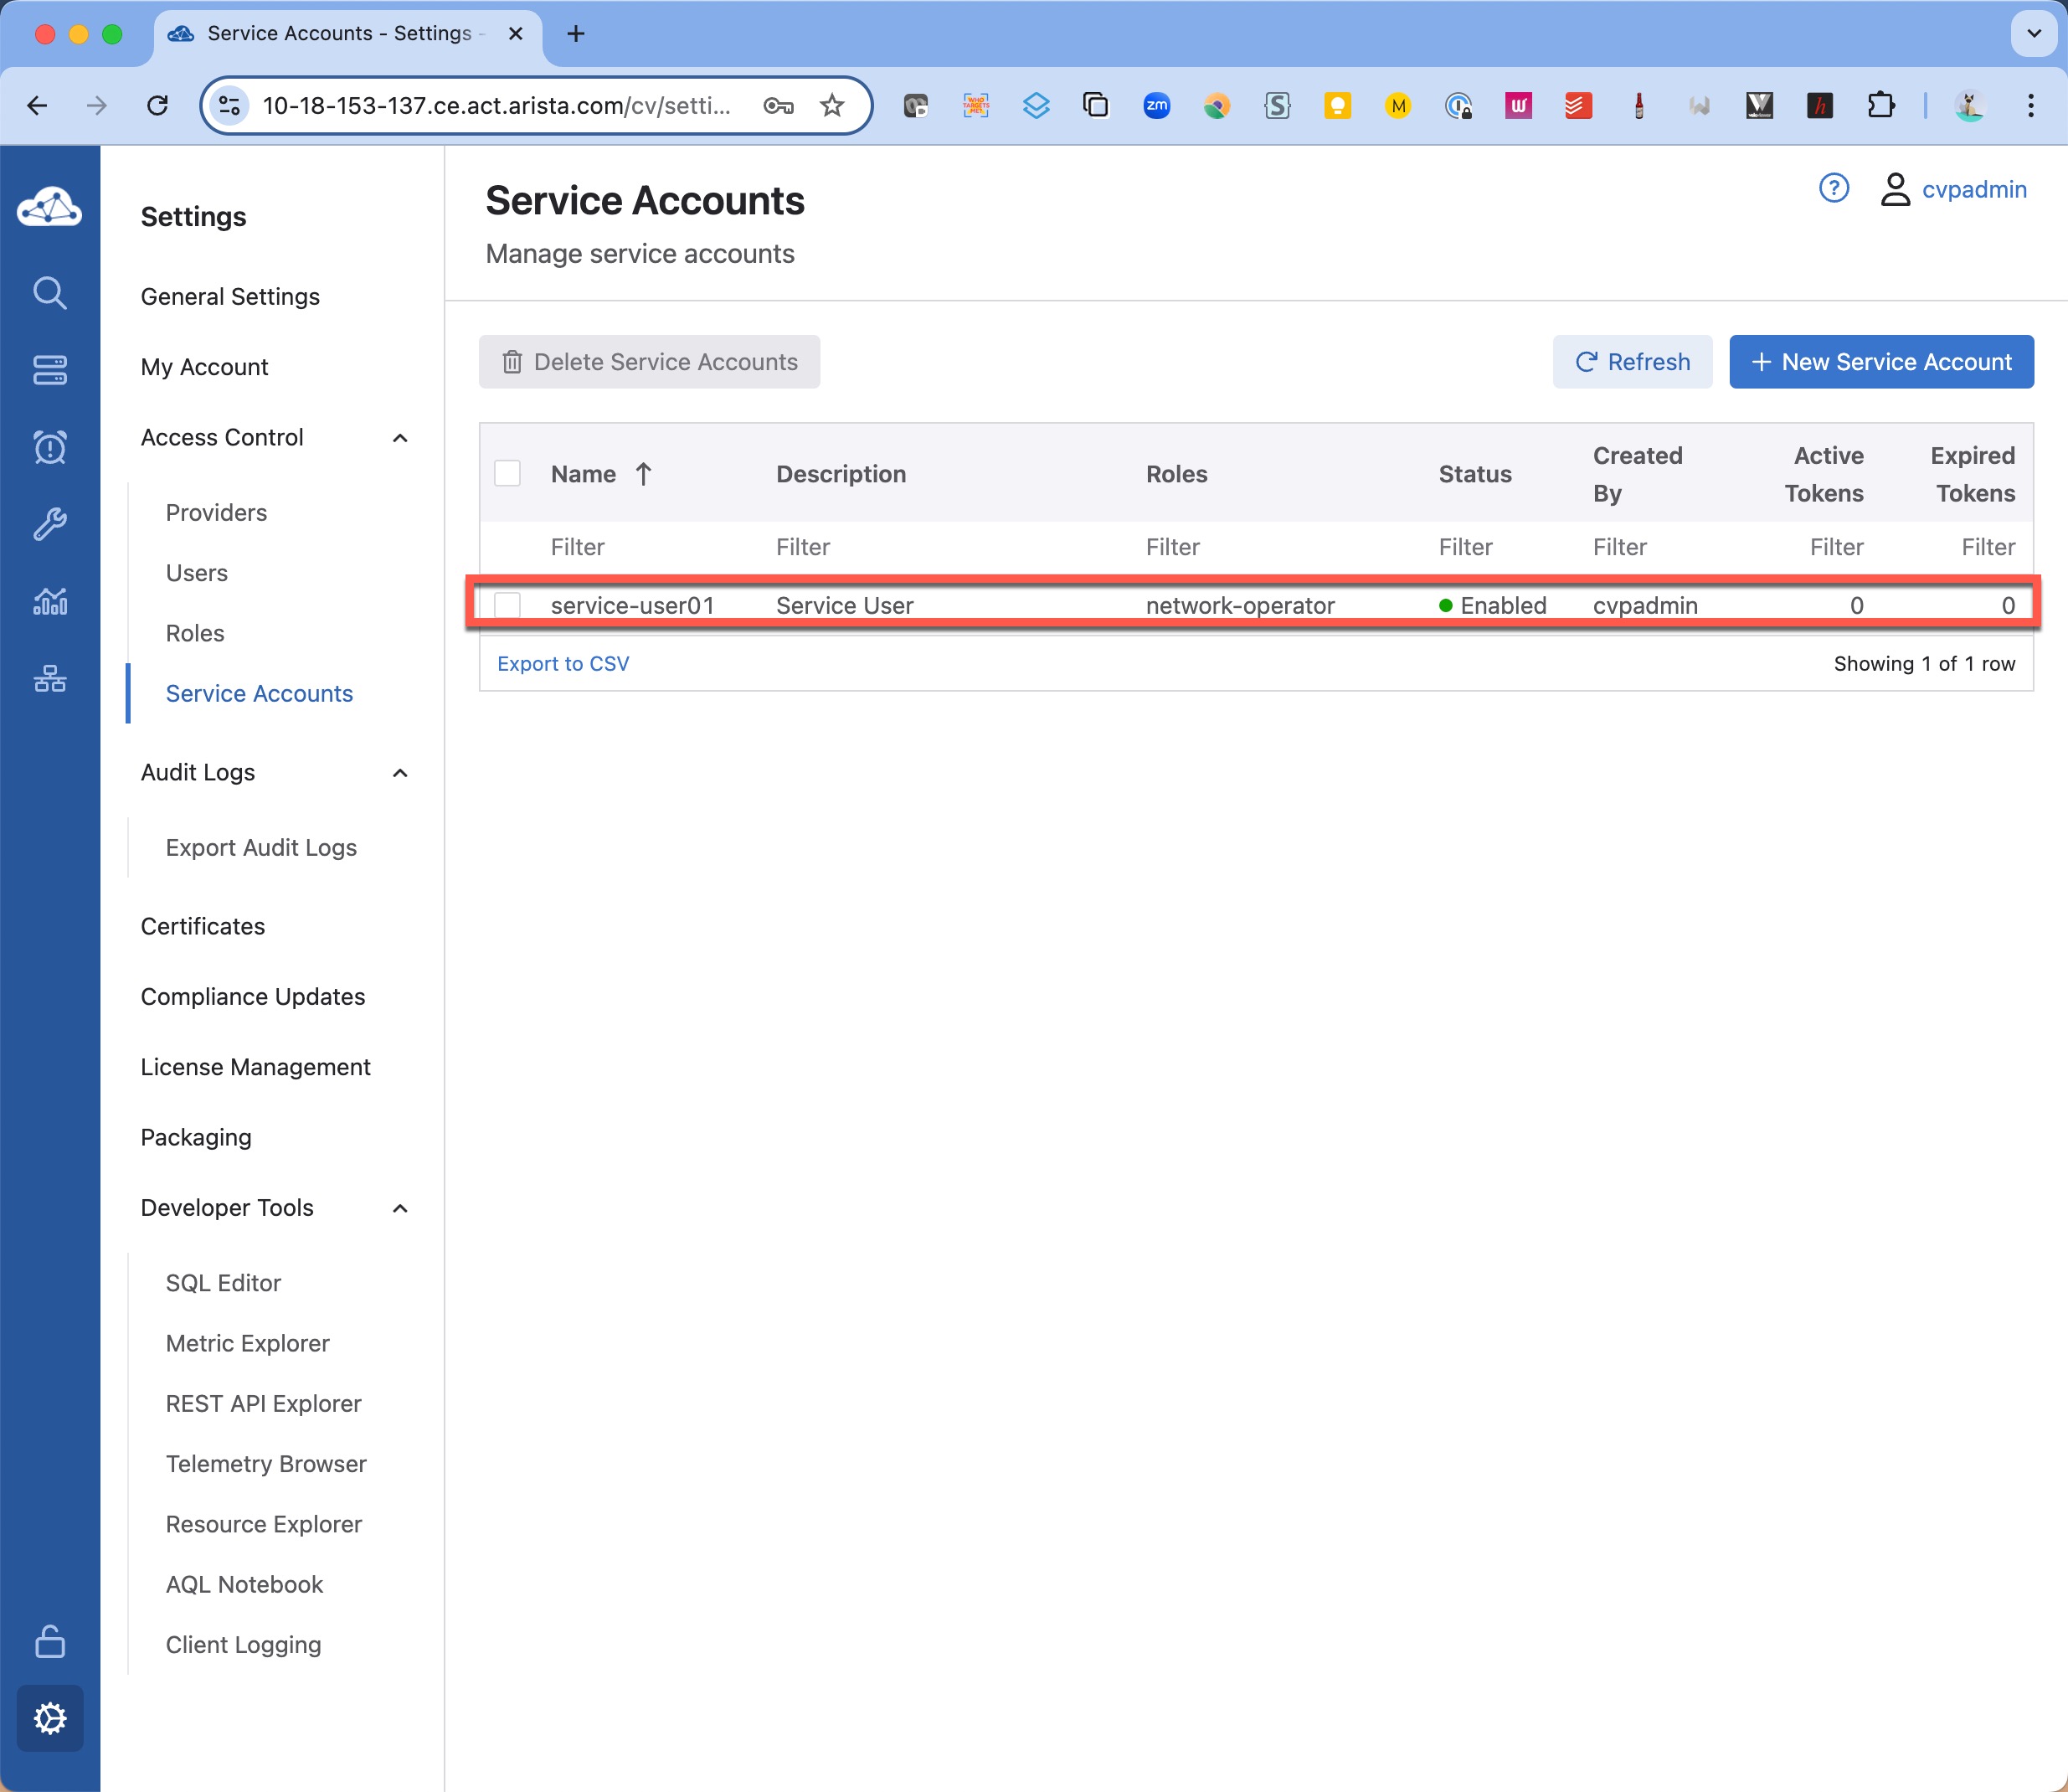 Service Accounts - Settings -
10-18-153-137.ce.act.arista.com/cv/setti...
zm
S
M
W
h
Settings
General Settings
My Account
Access Control
Providers
Users
Roles
Service Accounts
Audit Logs
Export Audit Logs
Certificates
Compliance Updates
License Management
Packaging
Developer Tools
SQL Editor
Metric Explorer
REST API Explorer
Telemetry Browser
Resource Explorer
AQL Notebook
Client Logging
Service Accounts
Manage service accounts
? cvpadmin
Delete Service Accounts
Refresh
+ New Service Account
Name Description Roles Status Created By Active Tokens Expired Tokens
Filter Filter Filter Filter Filter Filter Filter
service-user01 Service User network-operator Enabled cvpadmin 0 0
Export to CSV
Showing 1 of 1 row